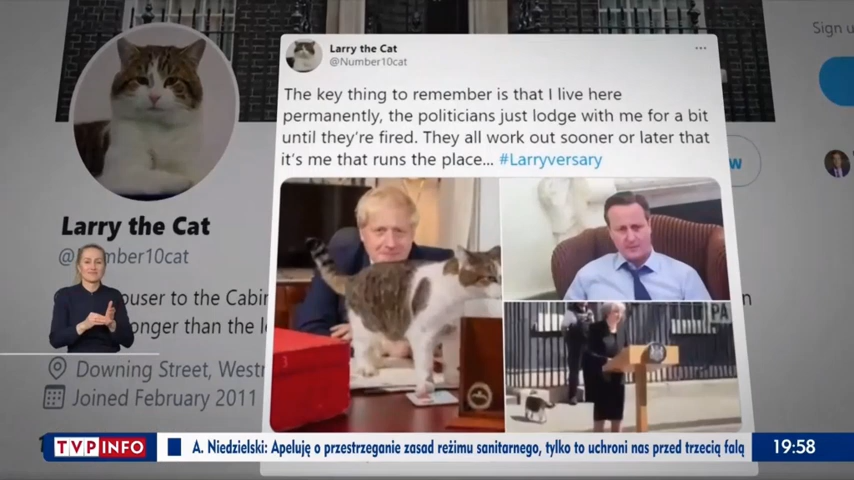 Sign u
Larry the Cat
@Number10cat
The key thing to remember is that I live here
permanently, the politicians just lodge with me for a bit
until they're fired. They all work out sooner or later that
it's me that runs the place... #Larryversary
Larry the Cat
Downing Street,
Joined February 2011
TVP INFO
A. Niedzielski: Apeluję o przestrzeganie zasad reżimu sanitarnego, tylko to uchroni nas przed trzecią falą
19:58